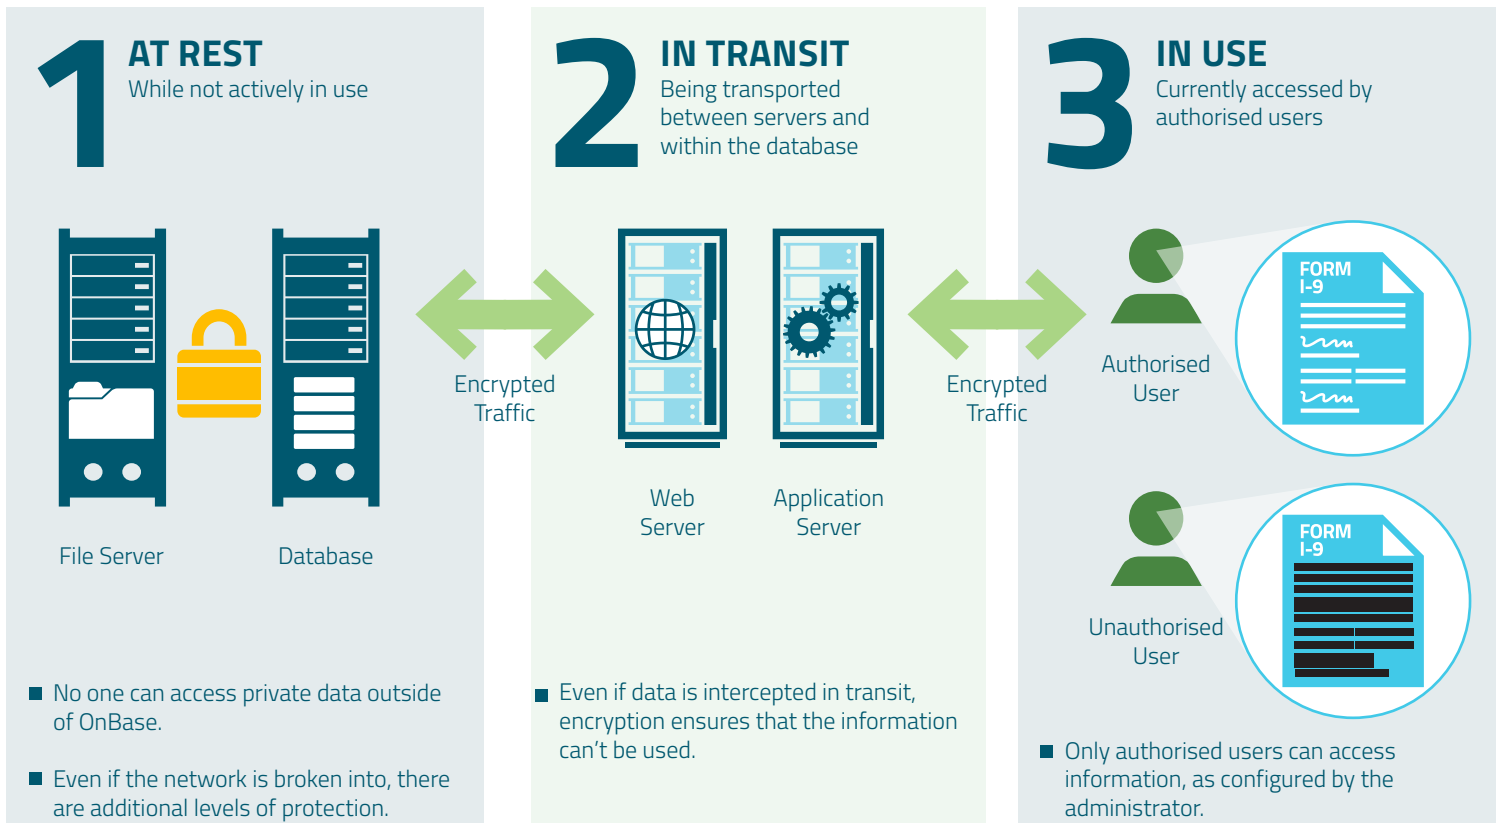 1
AT REST
While not actively in use
File Server
Database
No one can access private data outside
of OnBase.
Even if the network is broken into, there
are additional levels of protection.
Encrypted
Traffic
2
IN TRANSIT
Being transported
between servers and
within the database
Web
Server
Application
Server
Even if data is intercepted in transit,
encryption ensures that the information
can't be used.
Encrypted
Traffic
3
IN USE
Currently accessed by
authorised users
Authorised
User
FORM
I-9
Unauthorised
User
FORM
I-9
Only authorised users can access
information, as configured by the
administrator.